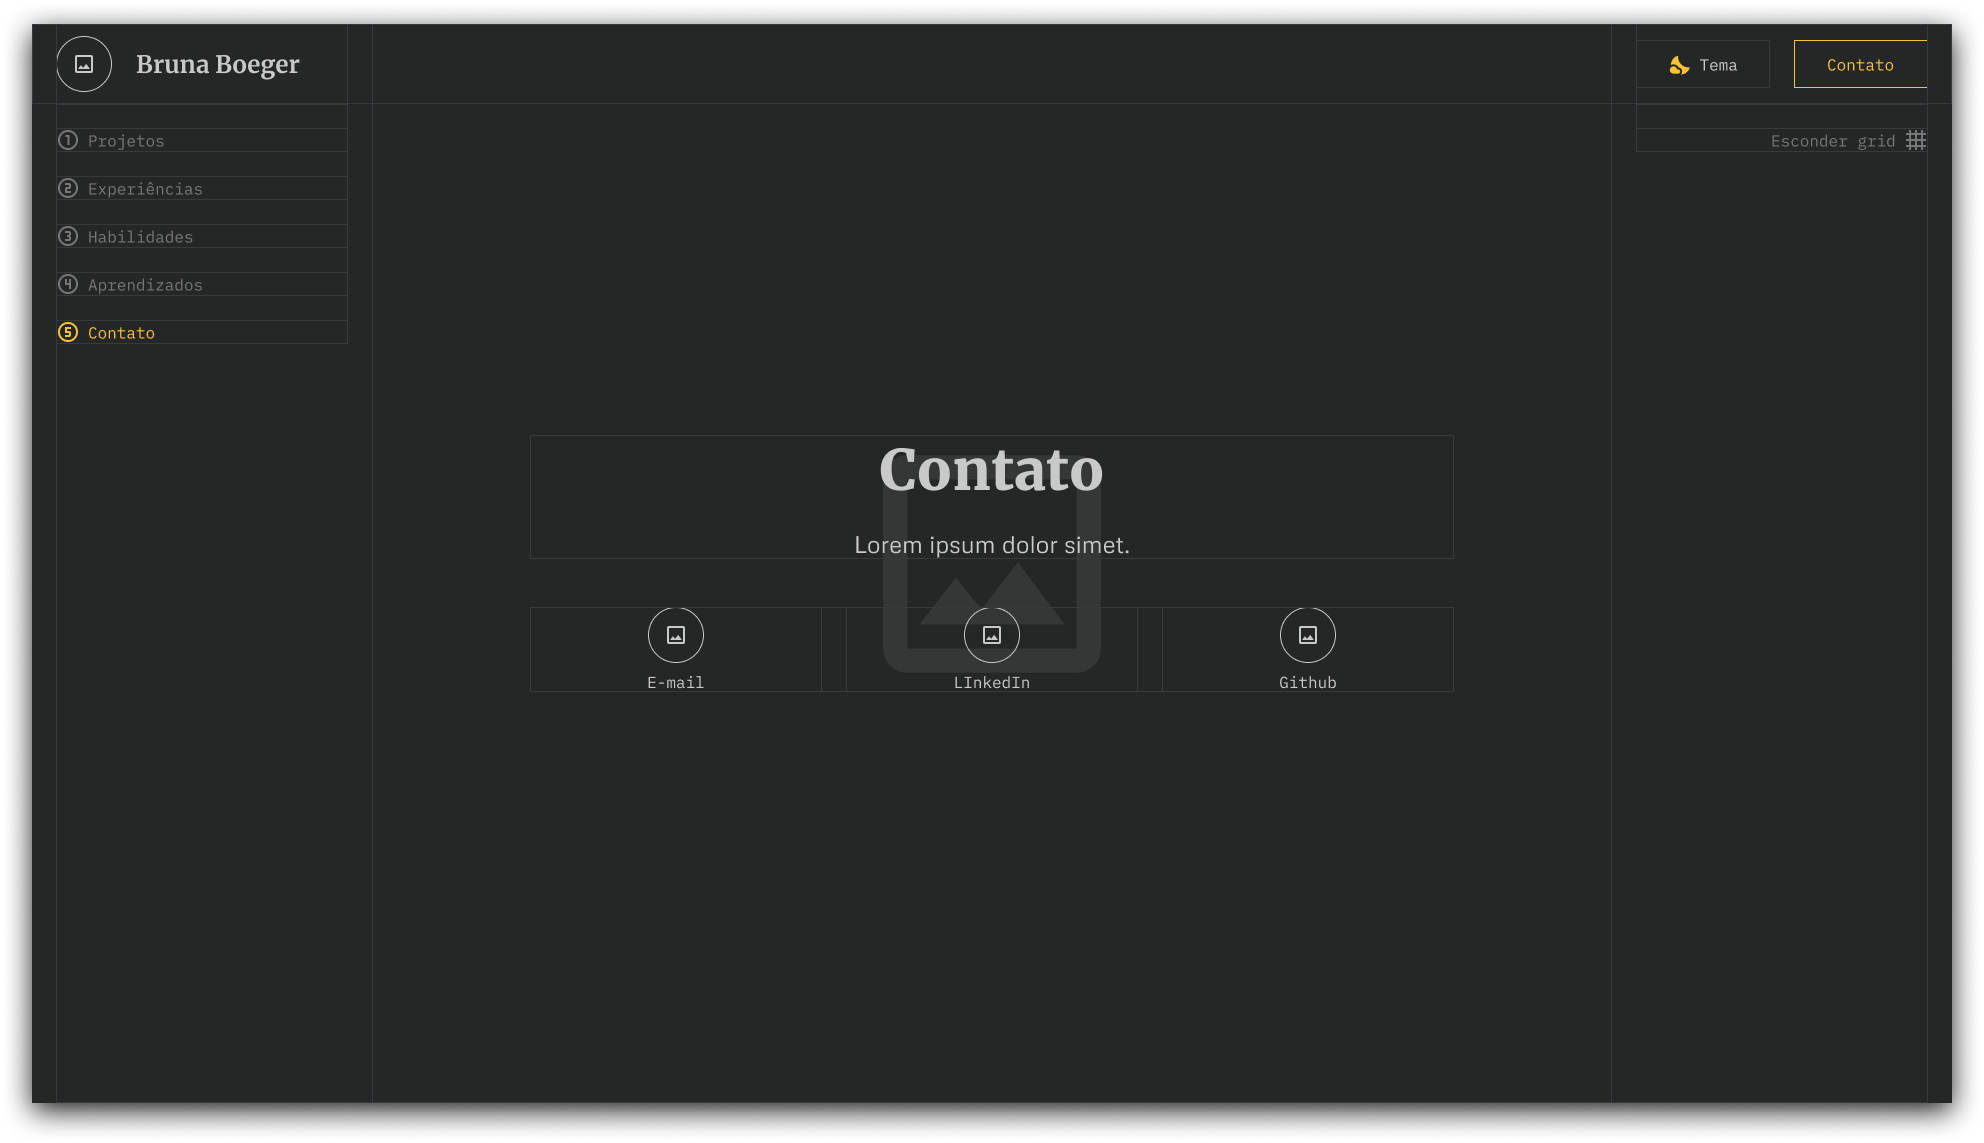 Bruna Boeger
Tema
Contato
1 Projetos
2 Experiências
3 Habilidades
4 Aprendizados
5 Contato
Esconder grid
Contato
Lorem ipsum dolor simet.
E-mail
LInkedIn
Github